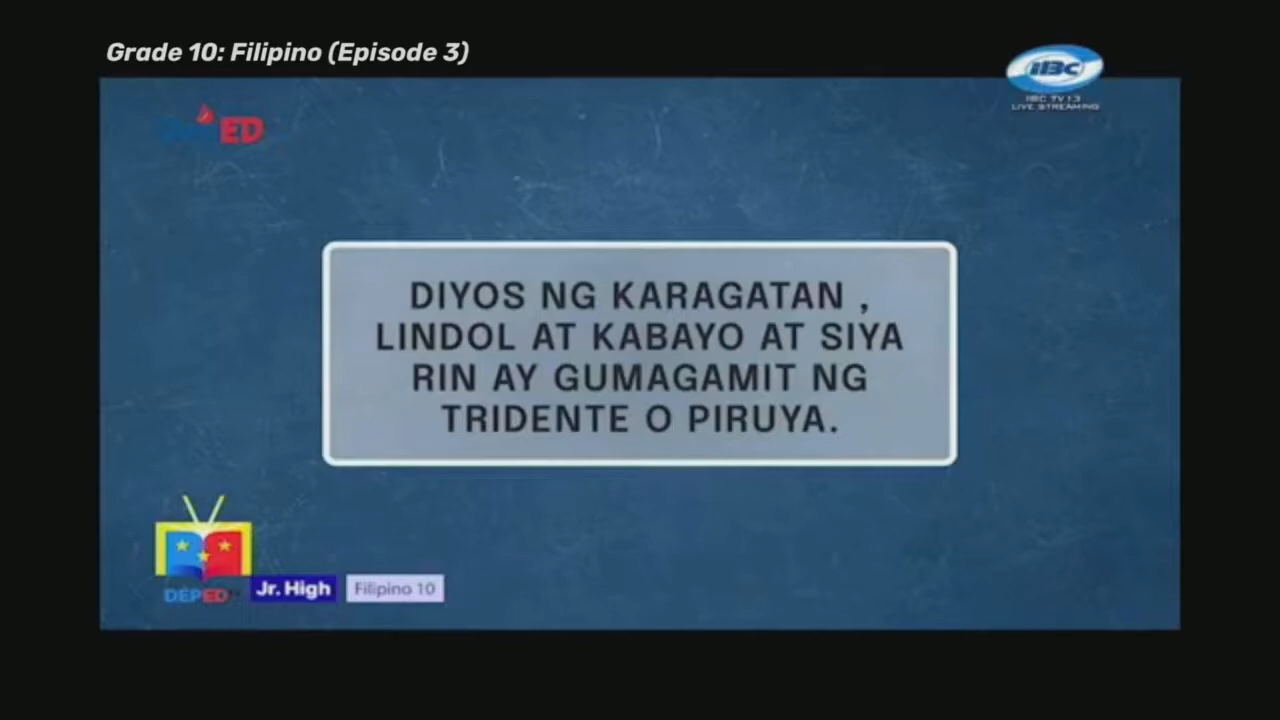 Grade 10: Filipino (Episode 3)
iBC
IBC TV 13
LIVE STREAMING
DepED
DIYOS NG KARAGATAN ,
LINDOL AT KABAYO AT SIYA
RIN AY GUMAGAMIT NG
TRIDENTE O PIRUYA.
DEPED
Jr. High
Filipino 10